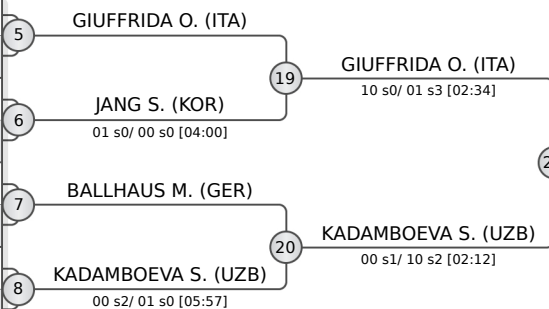 GIUFFRIDA O. (ITA)
5
19
GIUFFRIDA O. (ITA)
10 s0/ 01 s3 [02:34]
JANG S. (KOR)
6
01 s0/ 00 s0 [04:00]
BALLHAUS M. (GER)
7
20
KADAMBOEVA S. (UZB)
00 s1/ 10 s2 [02:12]
KADAMBOEVA S. (UZB)
8
00 s2/ 01 s0 [05:57]